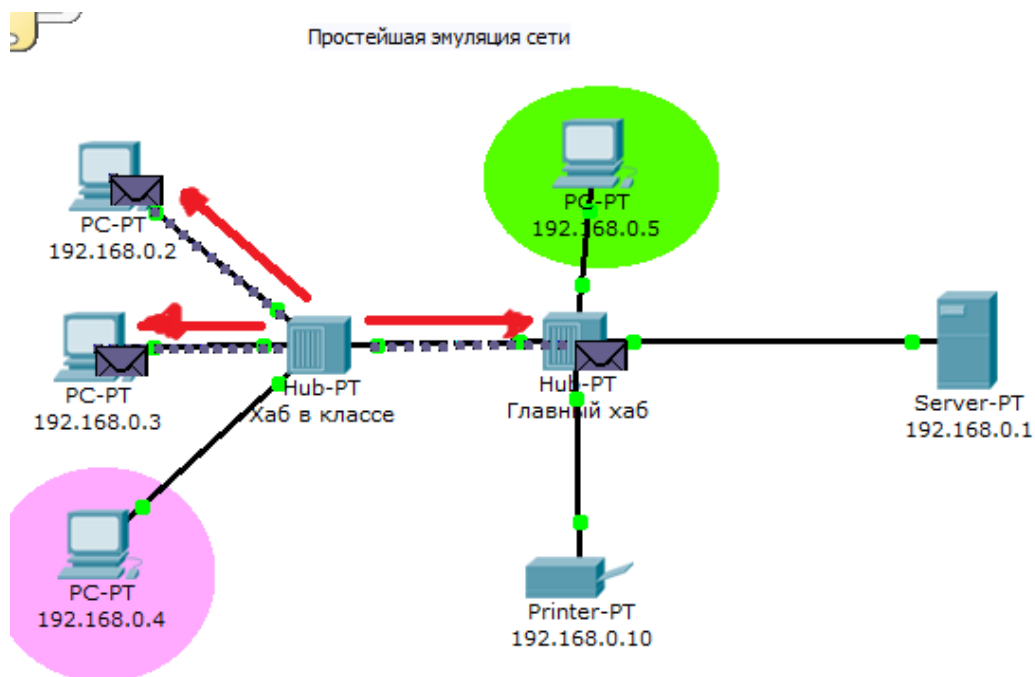 Простейшая эмуляция сети
PC-PT
192.168.0.5
PC-PT
192.168.0.2
Hub-PT
Хаб в классе
Hub-PT
Главный хаб
PC-PT
192.168.0.3
Server-PT
192.168.0.1
PC-PT
192.168.0.4
Printer-PT
192.168.0.10